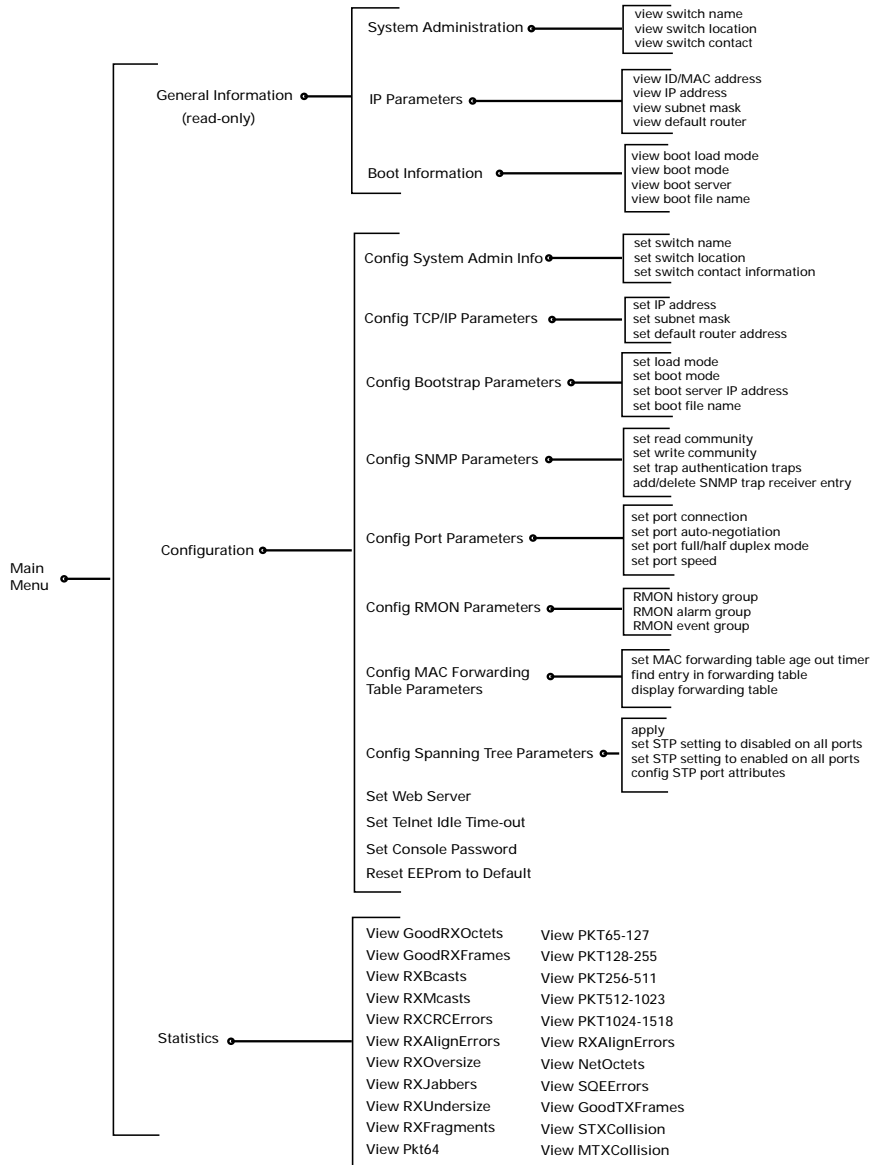 Main
Menu
General Information
(read-only)
System Administration
view switch name
view switch location
view switch contact
IP Parameters
view ID/MAC address
view IP address
view subnet mask
view default router
Boot Information
view boot load mode
view boot mode
view boot server
view boot file name
Configuration
Config System Admin Info
set switch name
set switch location
set switch contact information
Config TCP/IP Parameters
set IP address
set subnet mask
set default router address
Config Bootstrap Parameters
set load mode
set boot mode
set boot server IP address
set boot file name
Config SNMP Parameters
set read community
set write community
set trap authentication traps
add/delete SNMP trap receiver entry
Config Port Parameters
set port connection
set port auto-negotiation
set port full/half duplex mode
set port speed
Config RMON Parameters
RMON history group
RMON alarm group
RMON event group
Config MAC Forwarding
Table Parameters
set MAC forwarding table age out timer
find entry in forwarding table
display forwarding table
Config Spanning Tree Parameters
apply
set STP setting to disabled on all ports
set STP setting to enabled on all ports
config STP port attributes
Set Web Server
Set Telnet Idle Time-out
Set Console Password
Reset EEProm to Default
Statistics
View GoodRXOctets
View GoodRXFrames
View RXBcasts
View RXMcasts
View RXCRCErrors
View RXAlignErrors
View RXOversize
View RXJabbers
View RXUndersize
View RXFragments
View Pkt64
View PKT65-127
View PKT128-255
View PKT256-511
View PKT512-1023
View PKT1024-1518
View RXAlignErrors
View NetOctets
View SQEErrors
View GoodTXFrames
View STXCollision
View MTXCollision